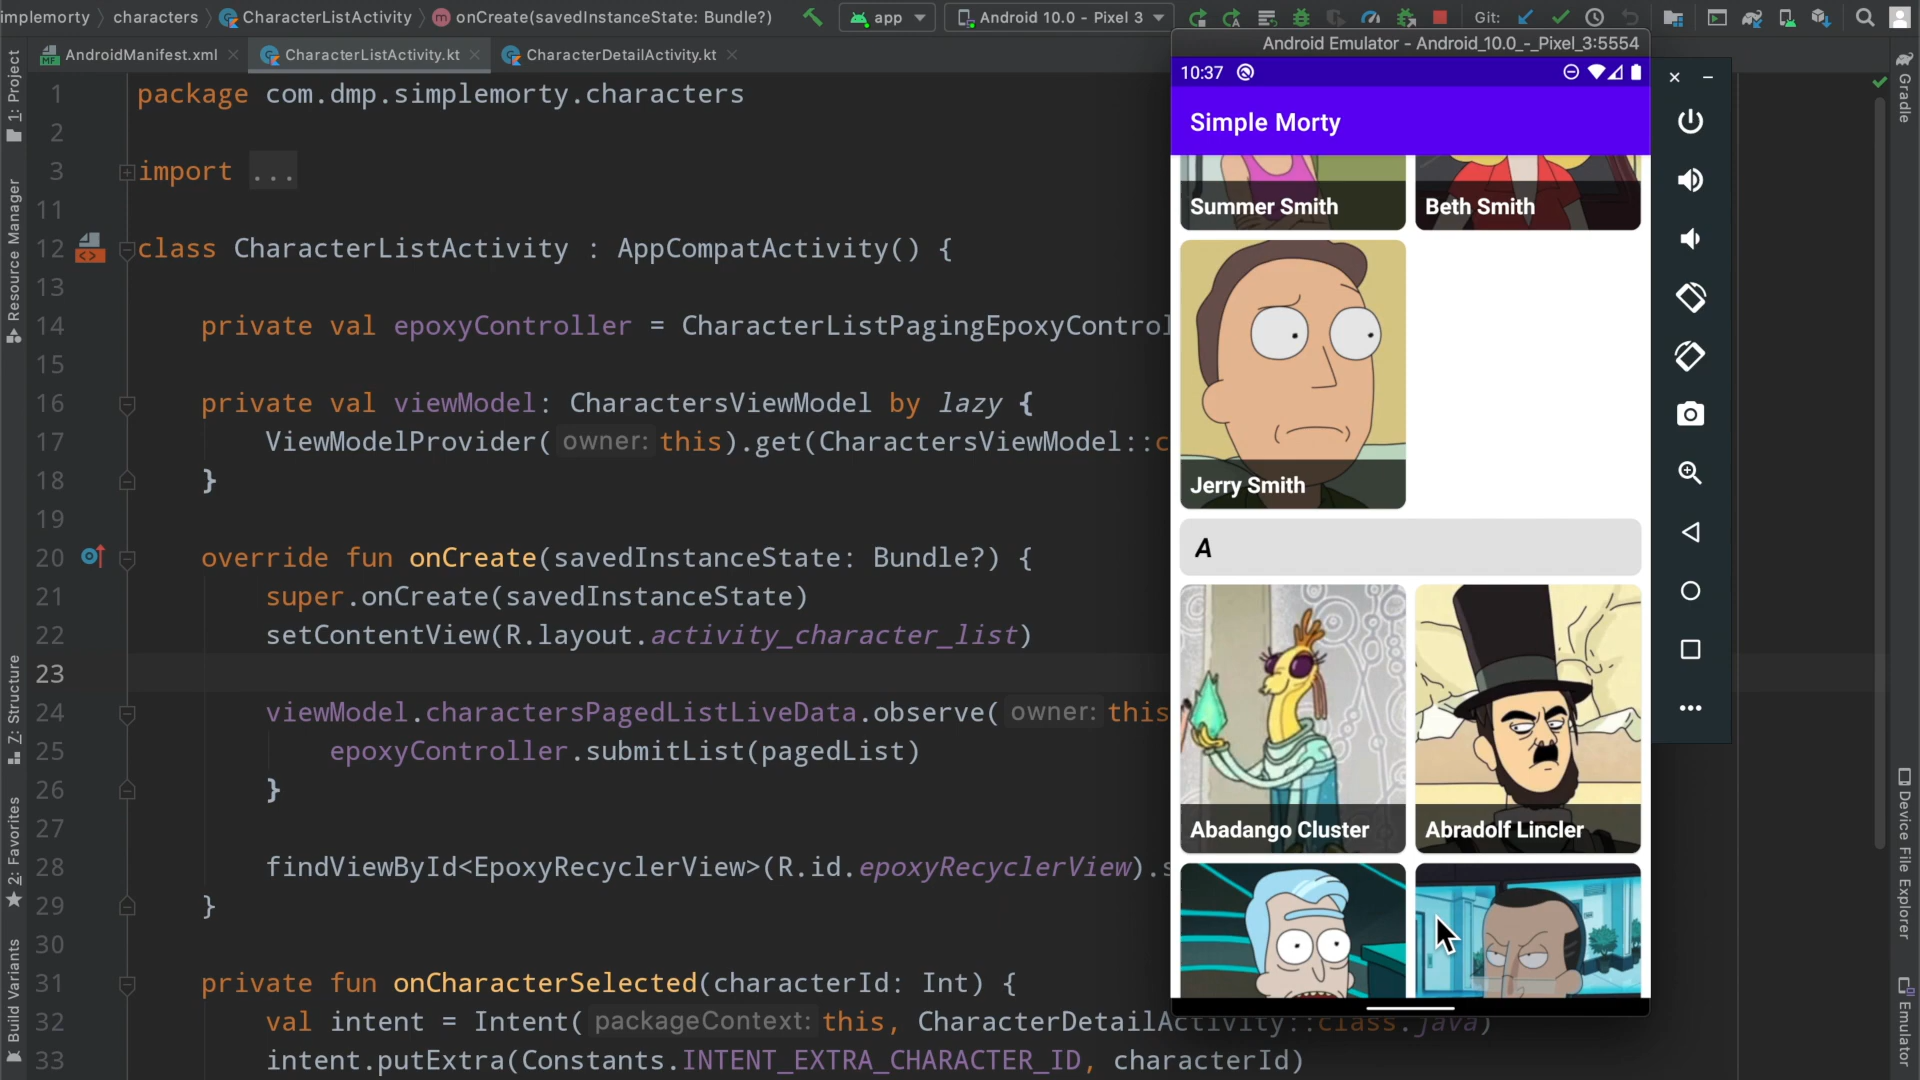 implemorty characters CharacterListActivity onCreate(savedInstanceState: Bundle?) app Android 10.0 - Pixel 3 Git:
AndroidManifest.xml CharacterListActivity.kt CharacterDetailActivity.kt
1: Project
Resource Manager
Z: Structure
2: Favorites
Build Variants
1 package com.dmp.simplemorty.characters
2
3 import ...
11
12 class CharacterListActivity : AppCompatActivity() {
13
14 private val epoxyController = CharacterListPagingEpoxyControl
15
16 private val viewModel: CharactersViewModel by lazy {
17 ViewModelProvider( owner: this).get(CharactersViewModel::c
18 }
19
20 override fun onCreate(savedInstanceState: Bundle?) {
21 super.onCreate(savedInstanceState)
22 setContentView(R.layout.activity_character_list)
23
24 viewModel.charactersPagedListLiveData.observe( owner: this
25 epoxyController.submitList(pagedList)
26 }
27
28 findViewById<EpoxyRecyclerView>(R.id.epoxyRecyclerView).s
29 }
30
31 private fun onCharacterSelected(characterId: Int) {
32 val intent = Intent( packageContext: this, CharacterDetailActivity::class.java)
33 intent.putExtra(Constants.INTENT_EXTRA_CHARACTER_ID, characterId)
Android Emulator - Android_10.0_-_Pixel_3:5554
10:37
Simple Morty
Summer Smith Beth Smith
Jerry Smith
A
Abadango Cluster Abradolf Lincler
Gradle
Device File Explorer
Emulator